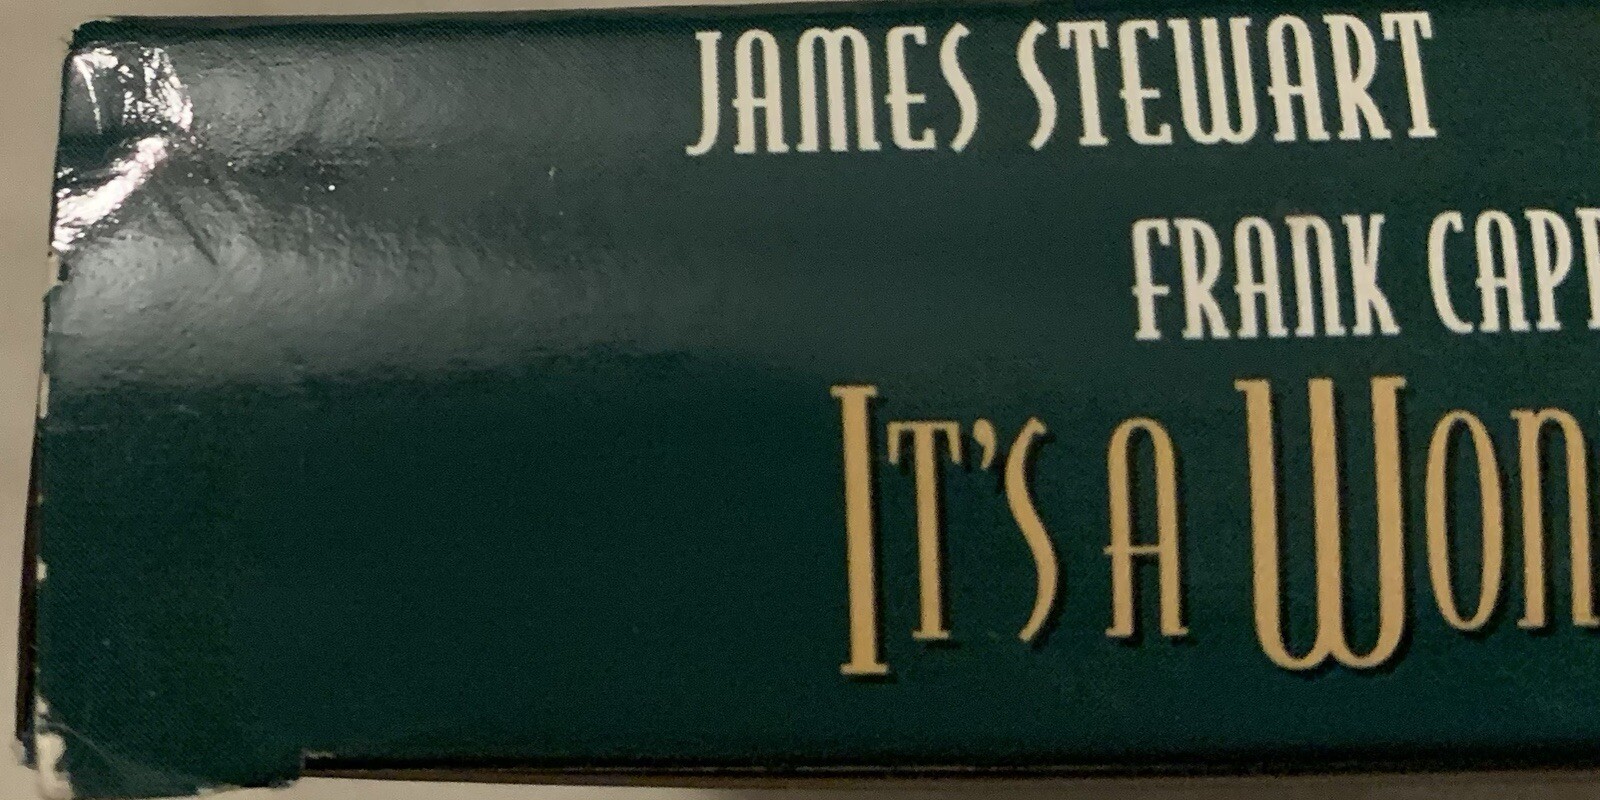 JAMES STEWART
FRANK CAP
IT'S A WON